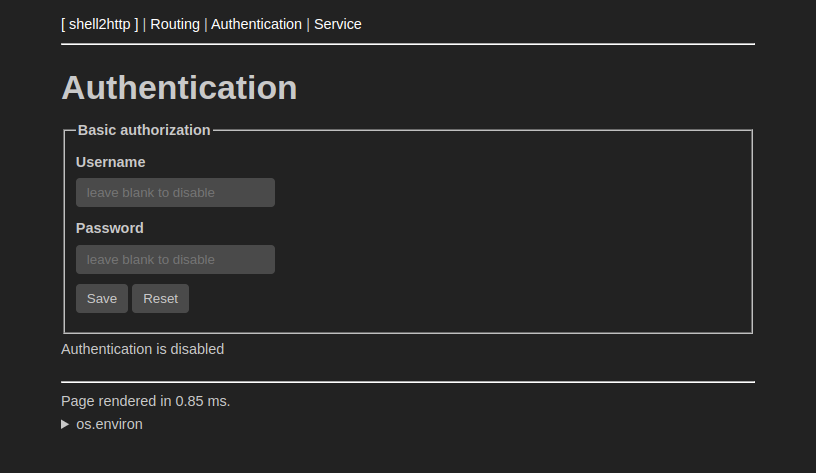 [ shell2http ] | Routing | Authentication | Service
Authentication
Basic authorization
Username
leave blank to disable
Password
leave blank to disable
Save Reset
Authentication is disabled
Page rendered in 0.85 ms.
os.environ